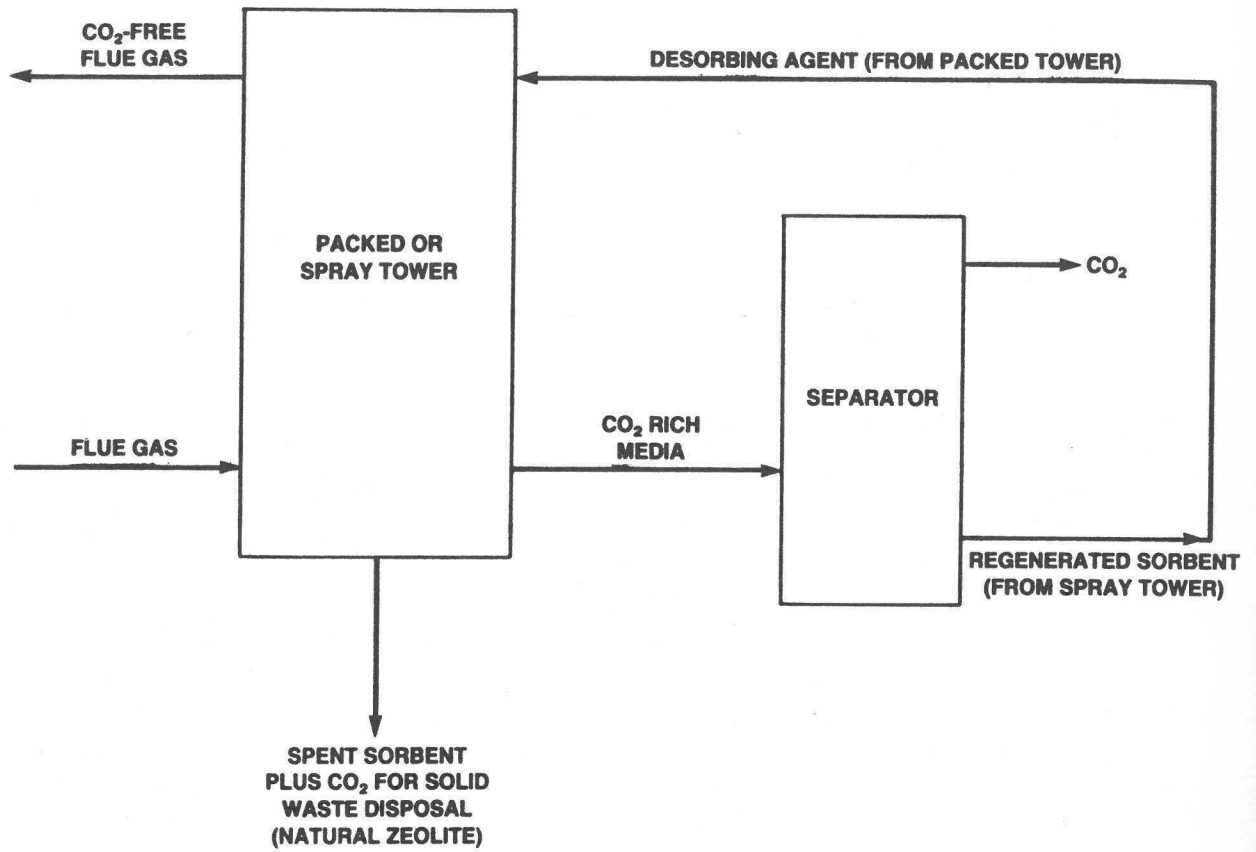 CO₂-FREE
FLUE GAS
DESORBING AGENT (FROM PACKED TOWER)
PACKED OR
SPRAY TOWER
CO₂
SEPARATOR
FLUE GAS
CO₂ RICH
MEDIA
REGENERATED SORBENT
(FROM SPRAY TOWER)
SPENT SORBENT
PLUS CO₂ FOR SOLID
WASTE DISPOSAL
(NATURAL ZEOLITE)